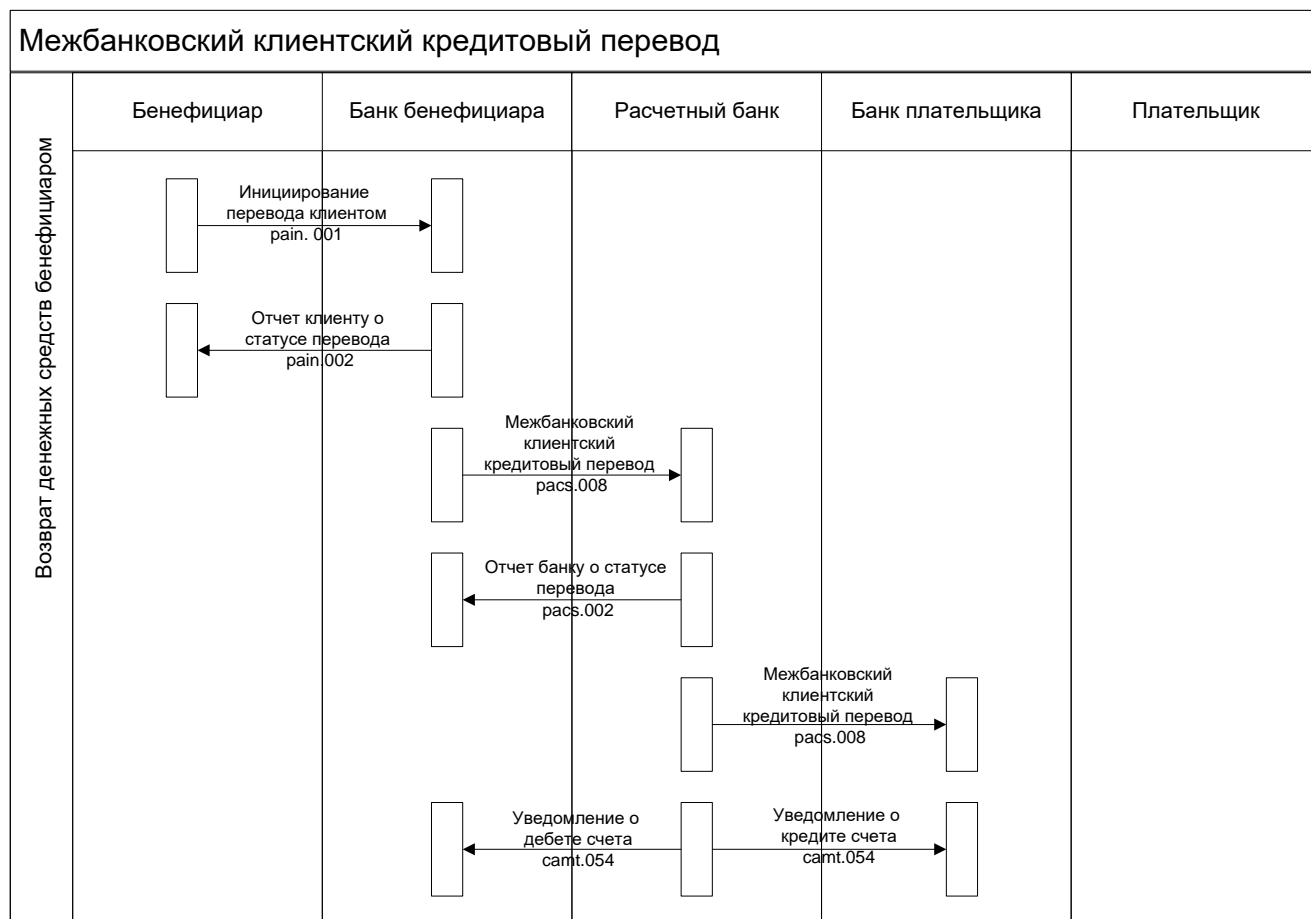 Межбанковский клиентский кредитовый перевод
Возврат денежных средств бенефициаром
Бенефициар
Банк бенефициара
Расчетный банк
Банк плательщика
Плательщик
Инициирование
перевода клиентом
pain. 001
Отчет клиенту о
статусе перевода
pain.002
Межбанковский
клиентский
кредитовый перевод
pacs.008
Отчет банку о статусе
перевода
pacs.002
Межбанковский
клиентский
кредитовый перевод
pacs.008
Уведомление о
дебете счета
camt.054
Уведомление о
кредите счета
camt.054